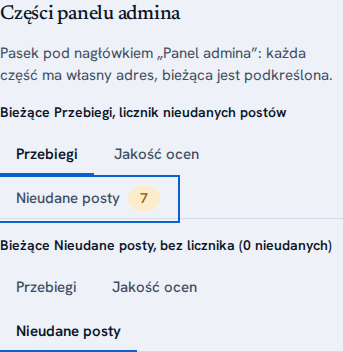 Części panelu admina
Pasek pod nagłówkiem „Panel admina”: każda
część ma własny adres, bieżąca jest podkreślona.
Bieżące Przebiegi, licznik nieudanych postów
Przebiegi Jakość ocen
Nieudane posty 7
Bieżące Nieudane posty, bez licznika (0 nieudanych)
Przebiegi Jakość ocen
Nieudane posty